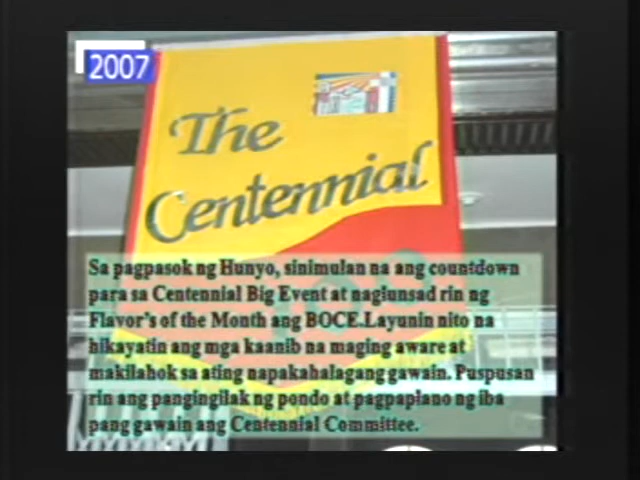 2007
The
Centennial
Sa pagpasok ng Hunyo, sinimulan na ang countdown
para sa Centennial Big Event at naglunsad rin ng
Flavor's of the Month ang BOCE.Layunin nito na
hikayatin ang mga kaanib na maging aware at
makilahok sa ating napakahalagang gawain. Puspusan
rin ang pangingilak ng pondo at pagpaplano ng iba
pang gawain ang Centennial Committee.